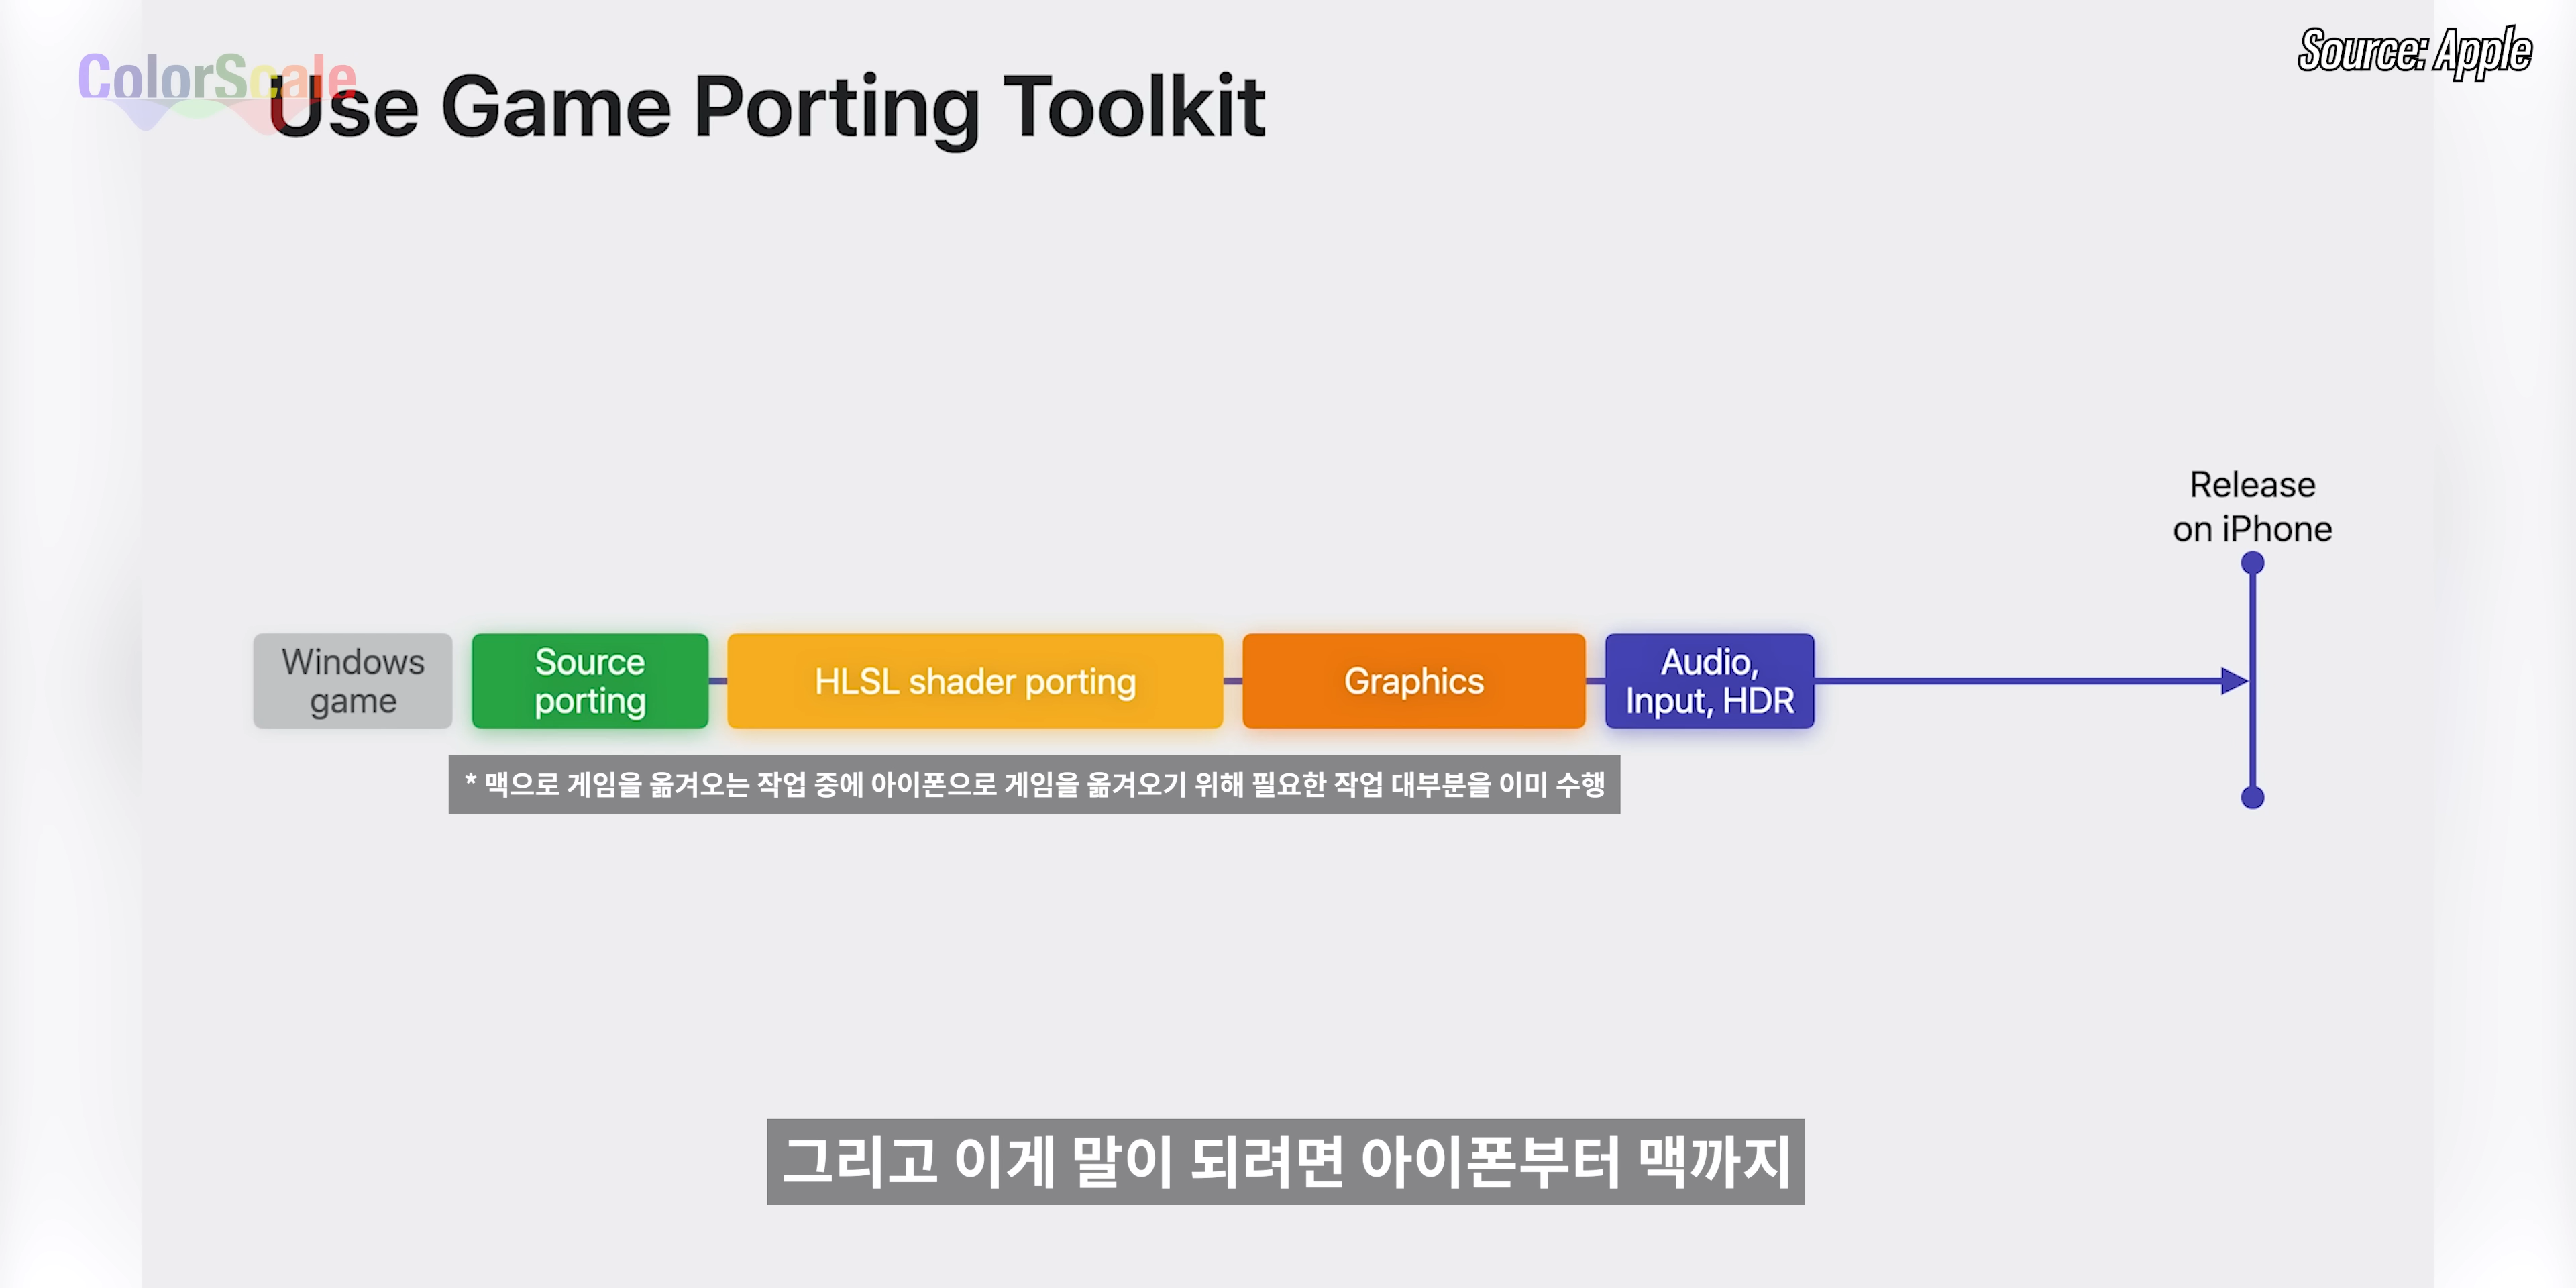 ColorScale
Source: Apple
Use Game Porting Toolkit
Release
on iPhone
Windows
game
Source
porting
HLSL shader porting
Graphics
Audio,
Input, HDR
* 맥으로 게임을 옮겨오는 작업 중에 아이폰으로 게임을 옮겨오기 위해 필요한 작업 대부분을 이미 수행
그리고 이게 말이 되려면 아이폰부터 맥까지